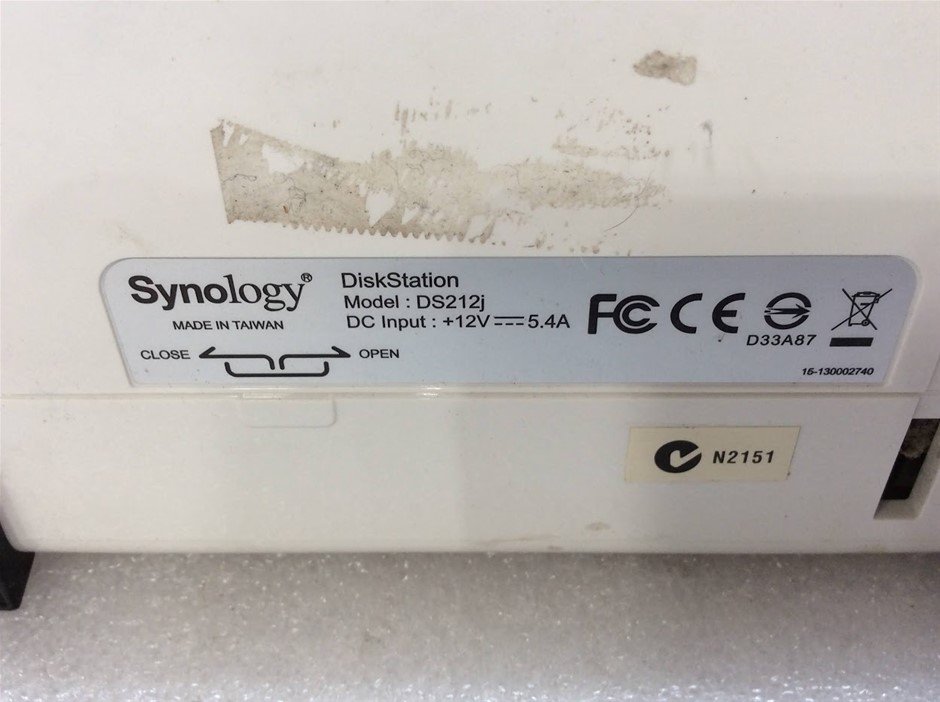 Synology®
DiskStation
Model : DS212j
MADE IN TAIWAN
DC Input : +12V⎓5.4A
FC CE
D33A87
CLOSE
OPEN
15-130002740
N2151